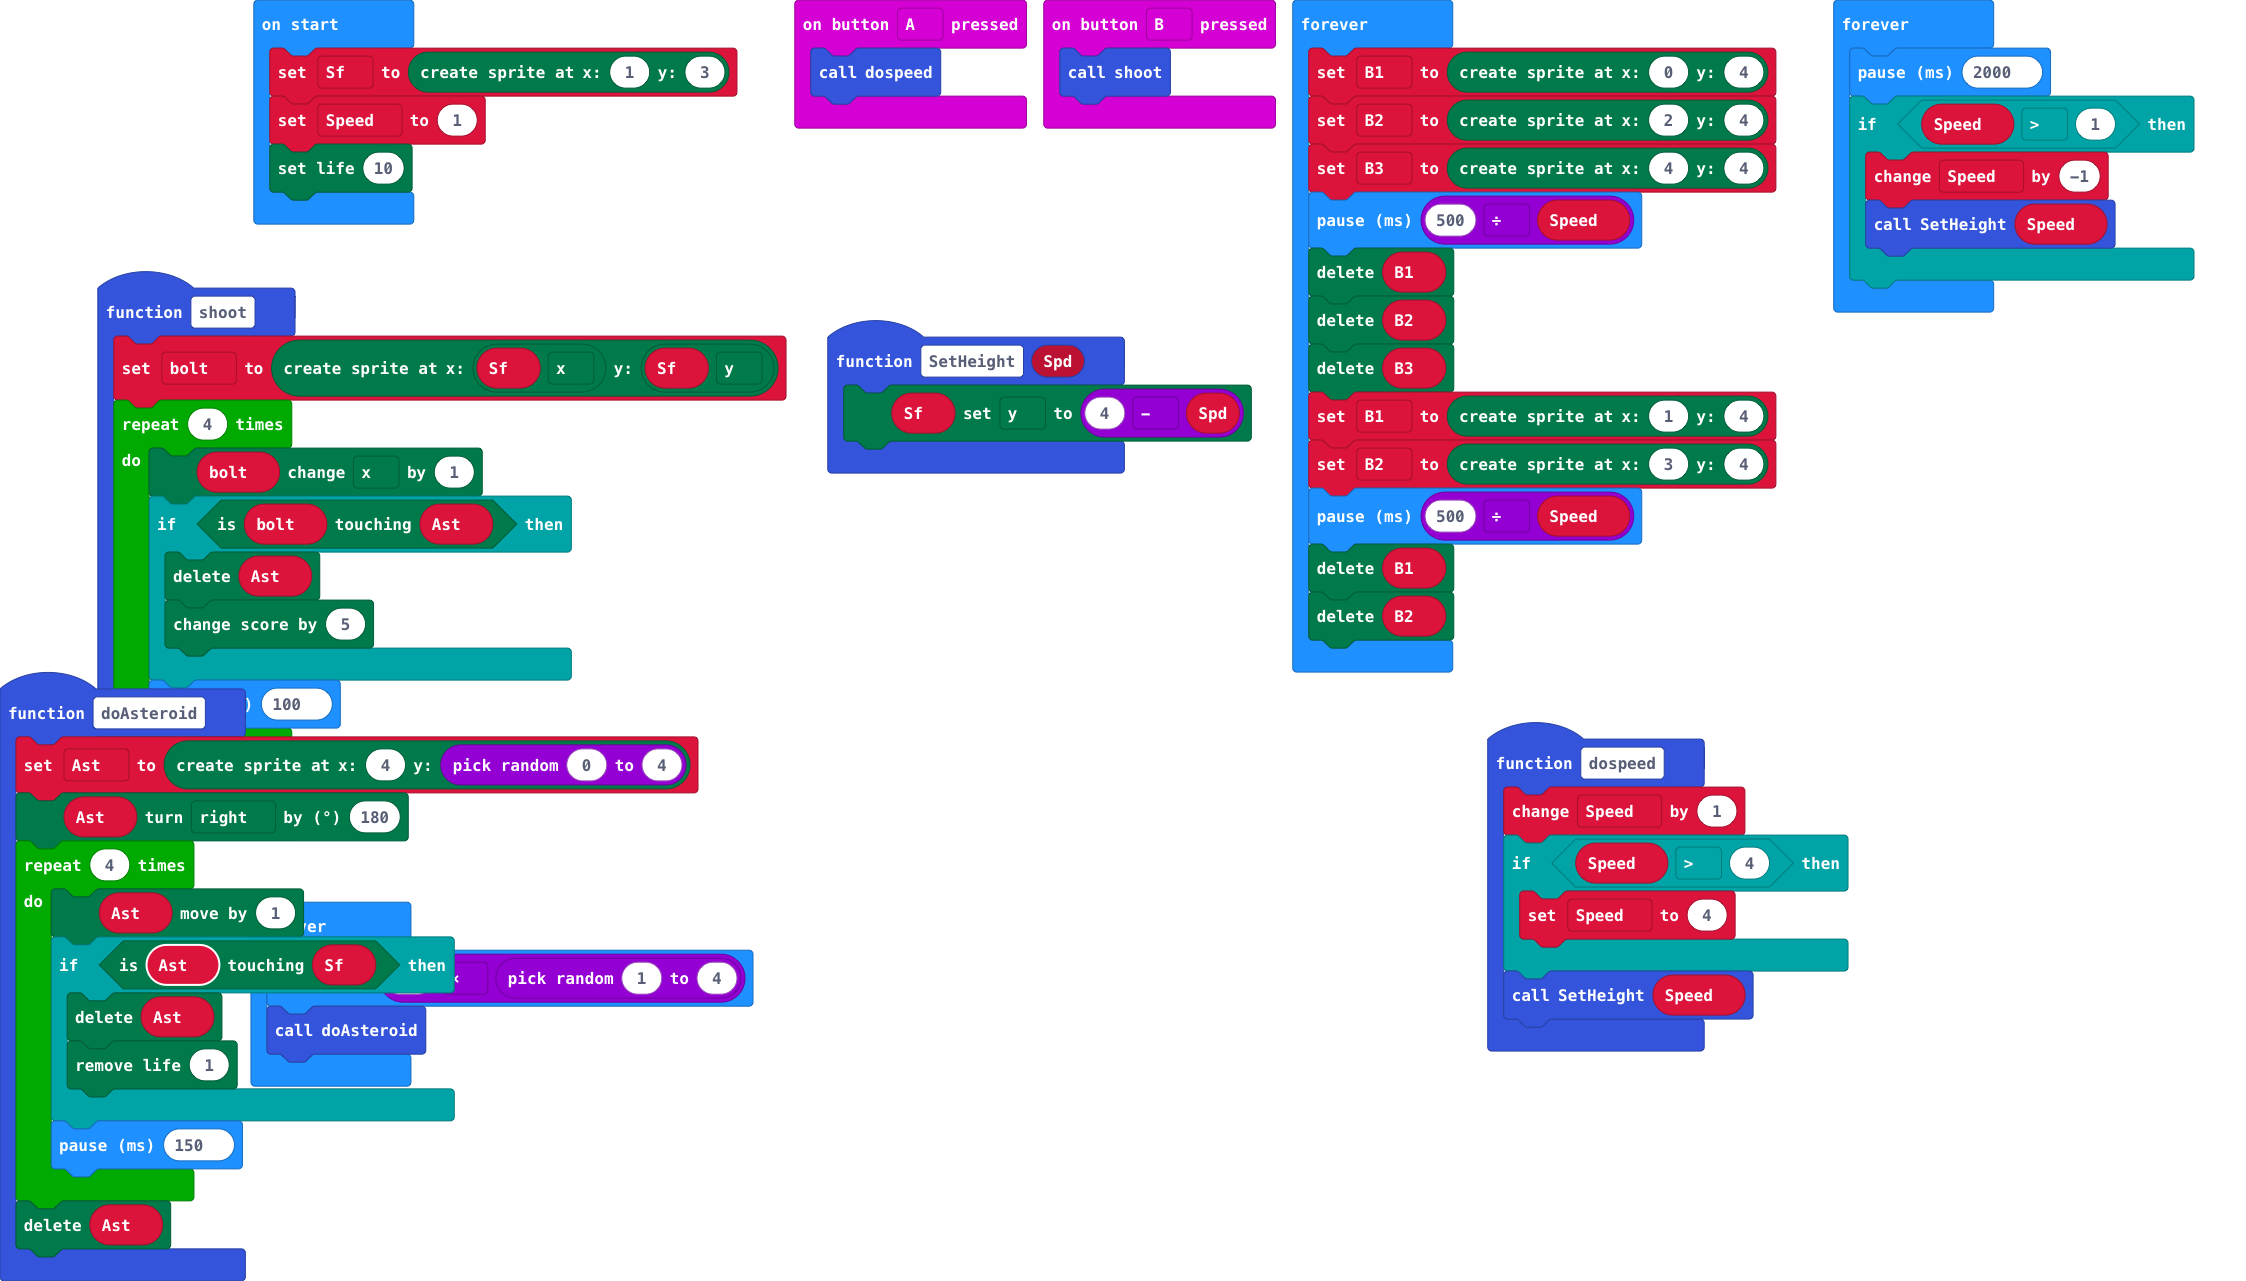 on start
set Sf to create sprite at x: 1 y: 3
set Speed to 1
set life 10
on button A pressed
call dospeed
on button B pressed
call shoot
forever
set B1 to create sprite at x: 0 y: 4
set B2 to create sprite at x: 2 y: 4
set B3 to create sprite at x: 4 y: 4
pause (ms) 500 ÷ Speed
delete B1
delete B2
delete B3
set B1 to create sprite at x: 1 y: 4
set B2 to create sprite at x: 3 y: 4
pause (ms) 500 ÷ Speed
delete B1
delete B2
forever
pause (ms) 2000
if Speed > 1 then
change Speed by −1
call SetHeight Speed
function shoot
set bolt to create sprite at x: Sf x y: Sf y
repeat 4 times
do
bolt change x by 1
if is bolt touching Ast then
delete Ast
change score by 5
) 100
function SetHeight Spd
Sf set y to 4 − Spd
function doAsteroid
set Ast to create sprite at x: 4 y: pick random 0 to 4
Ast turn right by (°) 180
repeat 4 times
do
Ast move by 1
if is Ast touching Sf then
delete Ast
remove life 1
pause (ms) 150
delete Ast
er
pick random 1 to 4
call doAsteroid
function dospeed
change Speed by 1
if Speed > 4 then
set Speed to 4
call SetHeight Speed